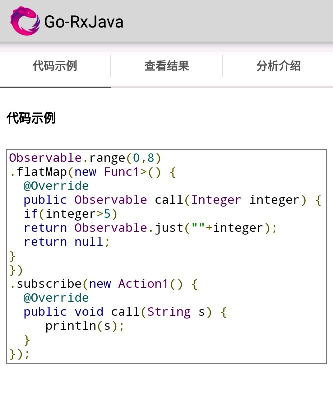 Go-RxJava
代码示例
查看结果
分析介绍
代码示例
Observable.range(0,8)
.flatMap(new Func1>() {
@Override
public Observable call(Integer integer) {
if(integer>5)
return Observable.just(""+integer);
return null;
}
})
.subscribe(new Action1() {
@Override
public void call(String s) {
println(s);
}
});